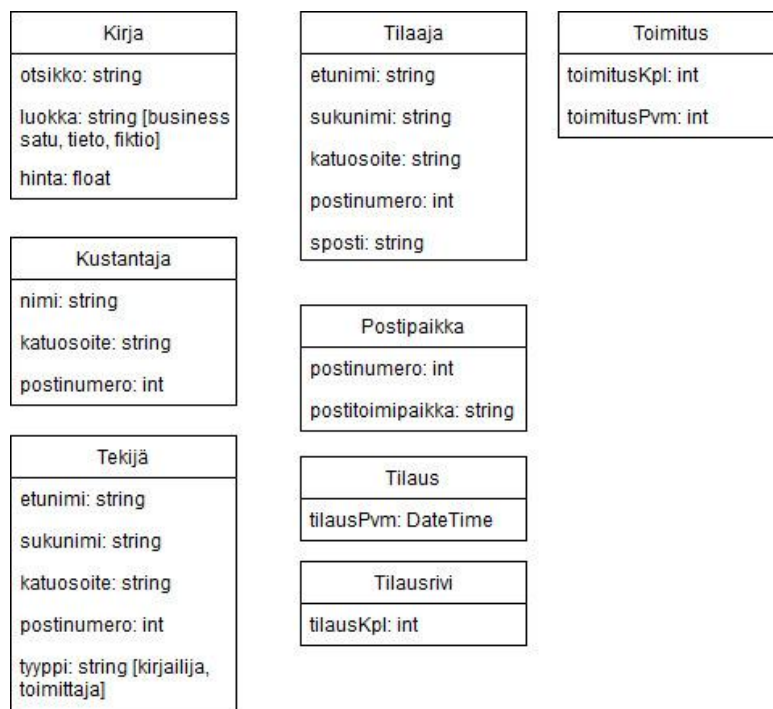 Kirja
otsikko: string
luokka: string [business
satu, tieto, fiktio]
hinta: float
Kustantaja
nimi: string
katuosoite: string
postinumero: int
Tekijä
etunimi: string
sukunimi: string
katuosoite: string
postinumero: int
tyyppi: string [kirjailija,
toimittaja]
Tilaaja
etunimi: string
sukunimi: string
katuosoite: string
postinumero: int
sposti: string
Postipaikka
postinumero: int
postitoimipaikka: string
Tilaus
tilausPvm: DateTime
Tilausrivi
tilausKpl: int
Toimitus
toimitusKpl: int
toimitusPvm: int